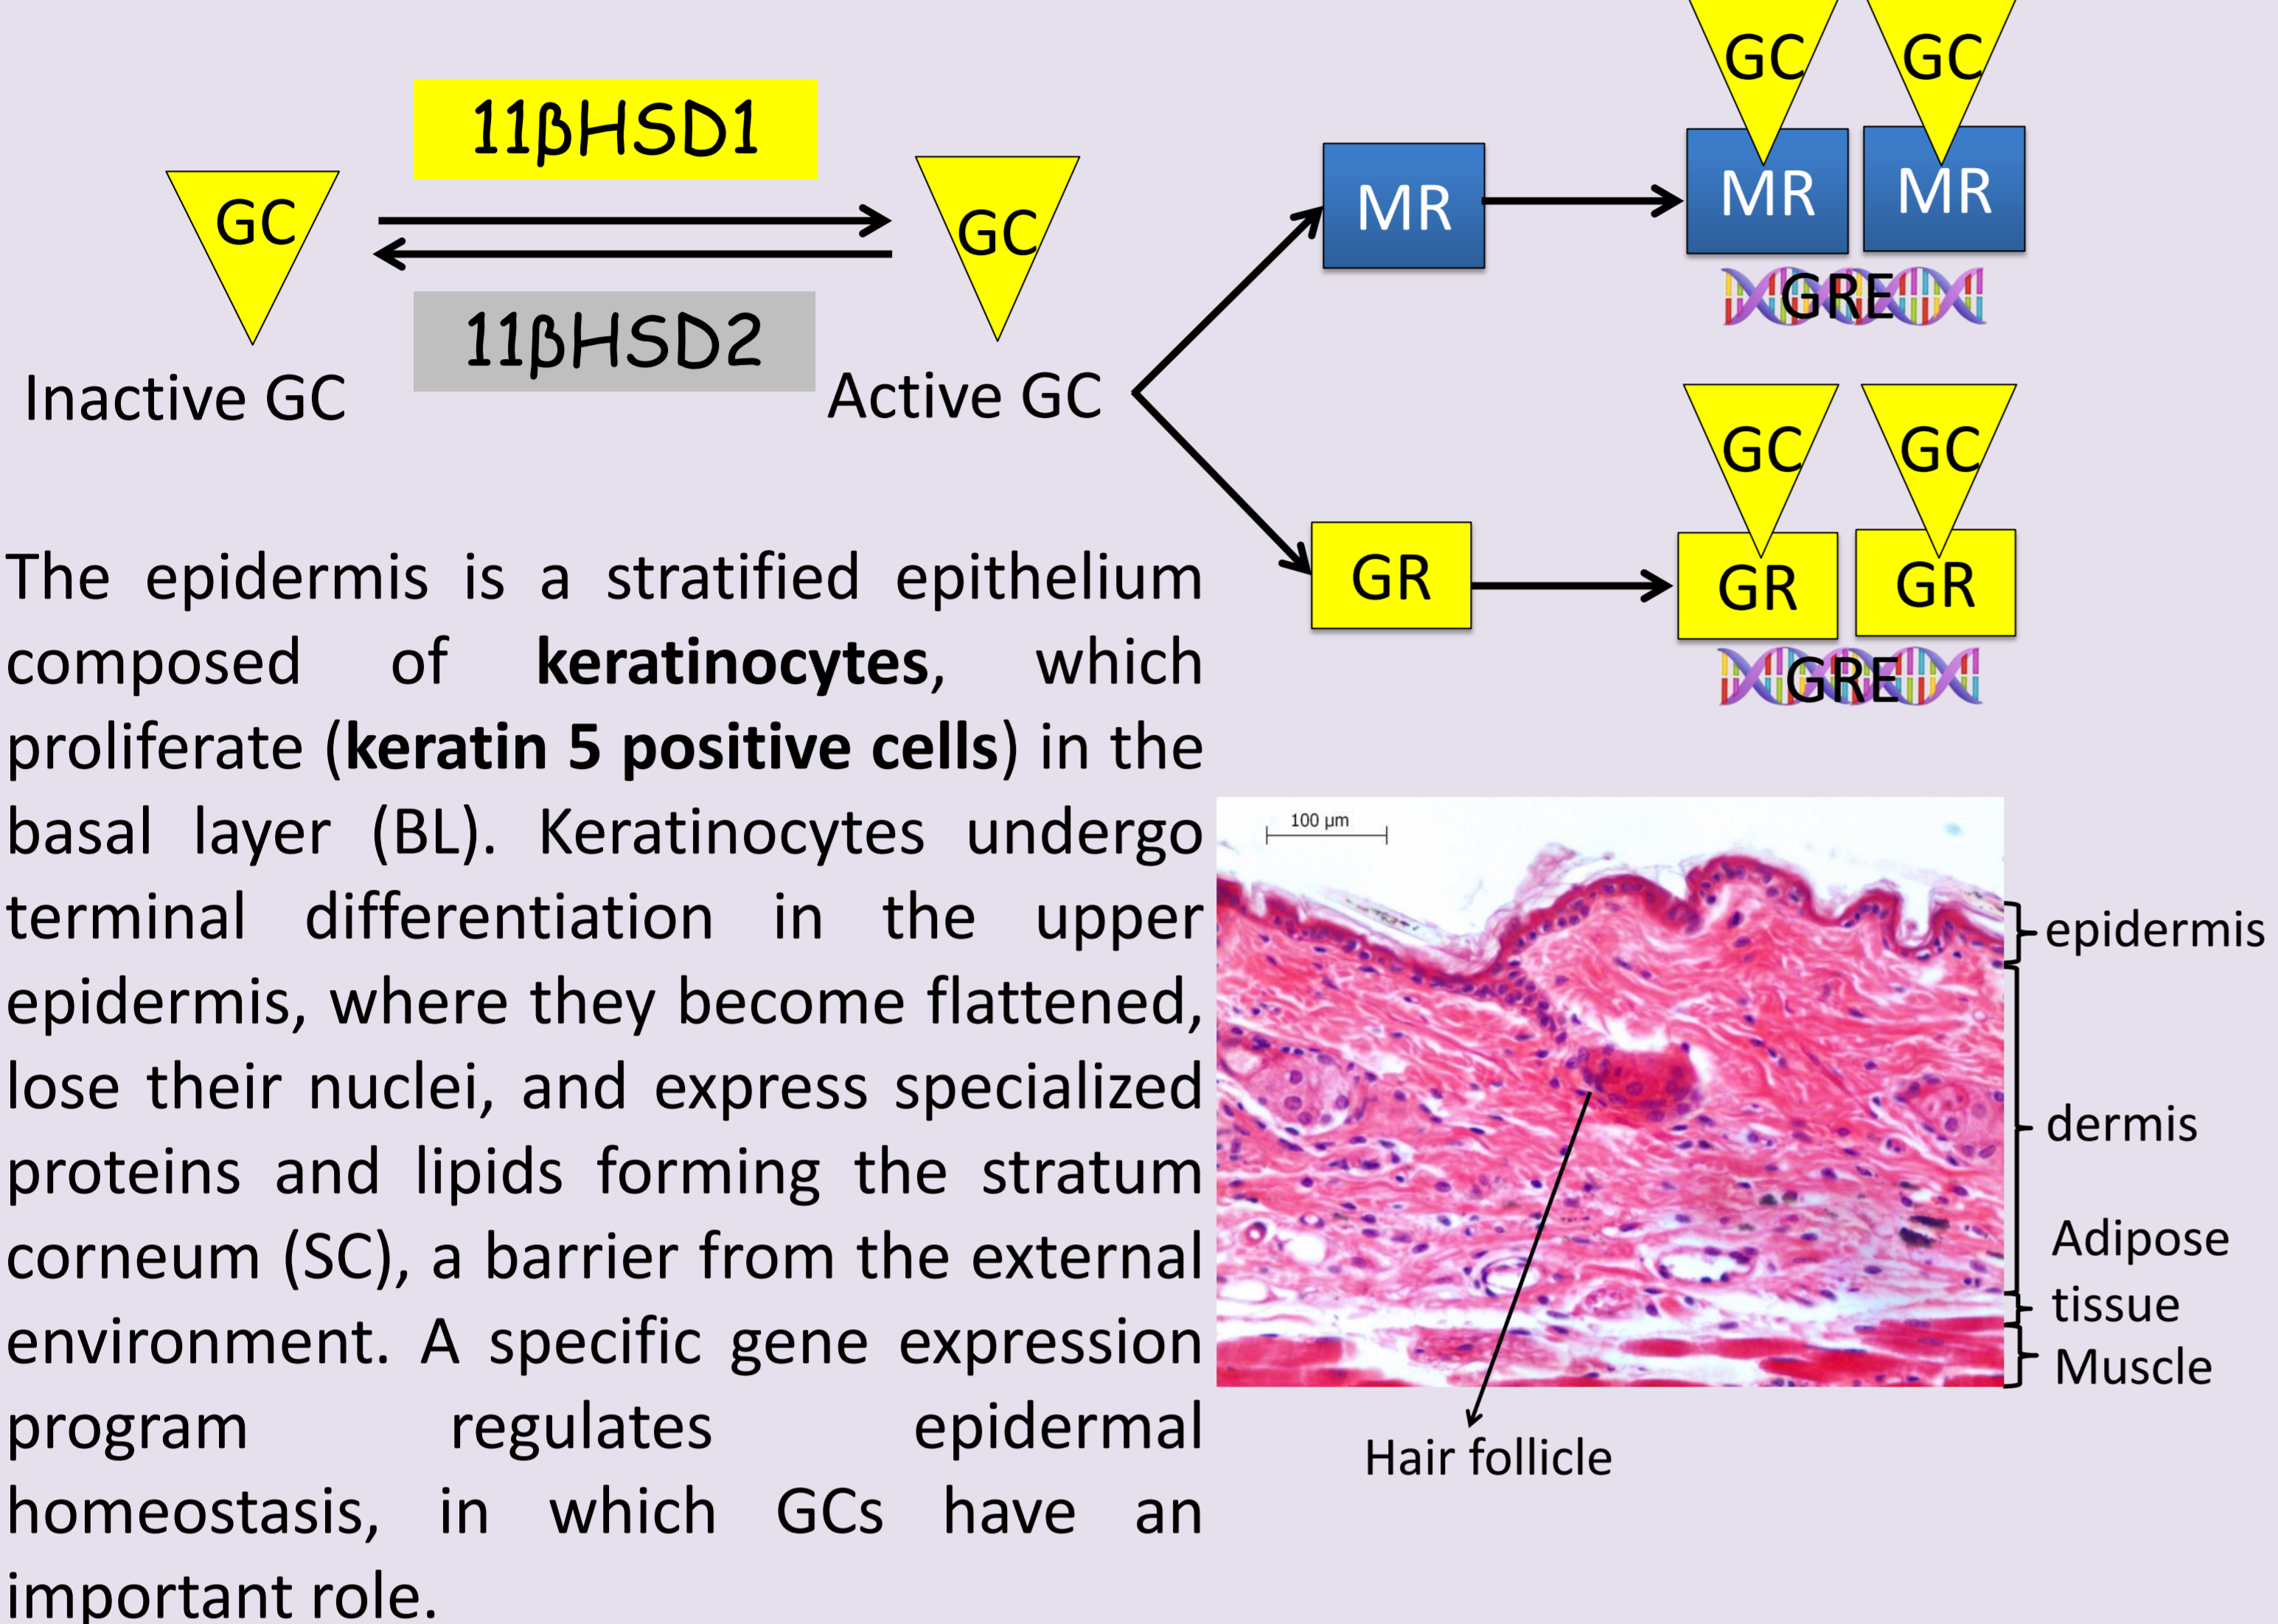 11βHSD1
GC
GC
11βHSD2
Inactive GC
Active GC
MR
GC
GC
MR
MR
GRE
GR
GC
GC
GR
GR
GRE
The epidermis is a stratified epithelium
composed of keratinocytes, which
proliferate (keratin 5 positive cells) in the
basal layer (BL). Keratinocytes undergo
terminal differentiation in the upper
epidermis, where they become flattened,
lose their nuclei, and express specialized
proteins and lipids forming the stratum
corneum (SC), a barrier from the external
environment. A specific gene expression
program regulates epidermal
homeostasis, in which GCs have an
important role.
100 µm
epidermis
dermis
Adipose
tissue
Muscle
Hair follicle